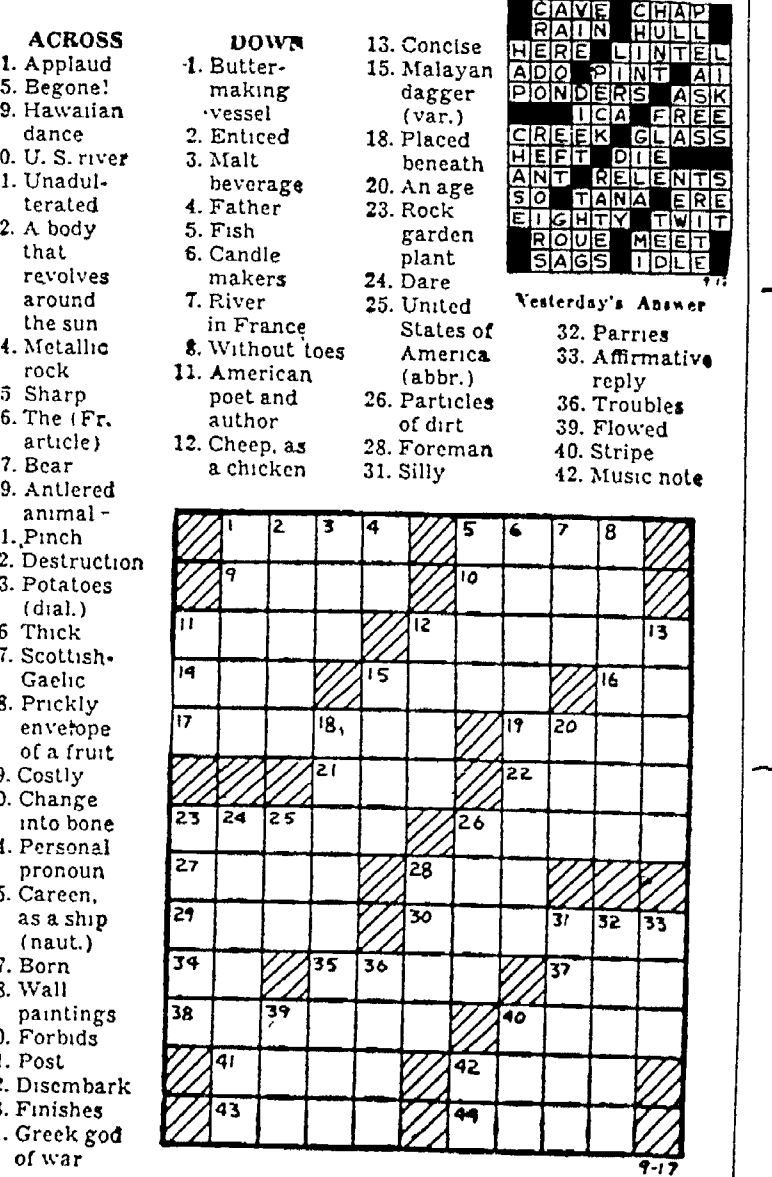 ACROSS
1. Applaud
5. Begone!
9. Hawaiian
dance
0. U. S. river
1. Unadul-
terated
2. A body
that
revolves
around
the sun
4. Metallic
rock
5 Sharp
6. The (Fr.
article)
7. Bear
9. Antlered
animal -
1. Pinch
2. Destruction
3. Potatoes
(dial.)
6 Thick
7. Scottish-
Gaelic
8. Prickly
envelope
of a fruit
9. Costly
0. Change
into bone
4. Personal
pronoun
5. Careen,
as a ship
(naut.)
7. Born
8. Wall
paintings
0. Forbids
1. Post
2. Disembark
3. Finishes
. Greek god
of war
DOWN
1. Butter-
making
vessel
2. Enticed
3. Malt
beverage
4. Father
5. Fish
6. Candle
makers
7. River
in France
8. Without toes
11. American
poet and
author
12. Cheep, as
a chicken
13. Concise
15. Malayan
dagger
(var.)
18. Placed
beneath
20. An age
23. Rock
garden
plant
24. Dare
25. United
States of
America
(abbr.)
26. Particles
of dirt
28. Foreman
31. Silly
CAVE CHAP
RAIN HULL
HERE LINTEL
ADO PINT AI
PONDERS ASK
ICA FREE
CREEK GLASS
HEFT DIE
ANT RELENTS
SO TANA ERE
EIGHTY TWIT
ROUE MEET
SAGS IDLE
Yesterday's Answer
32. Parries
33. Affirmative
reply
36. Troubles
39. Flowed
40. Stripe
42. Music note
1 2 3 4 5 6 7 8
9 10
11 12 13
14 15 16
17 18 19 20
21 22
23 24 25 26
27 28
29 30 31 32 33
34 35 36 37
38 39 40
41 42
43 44
9-17